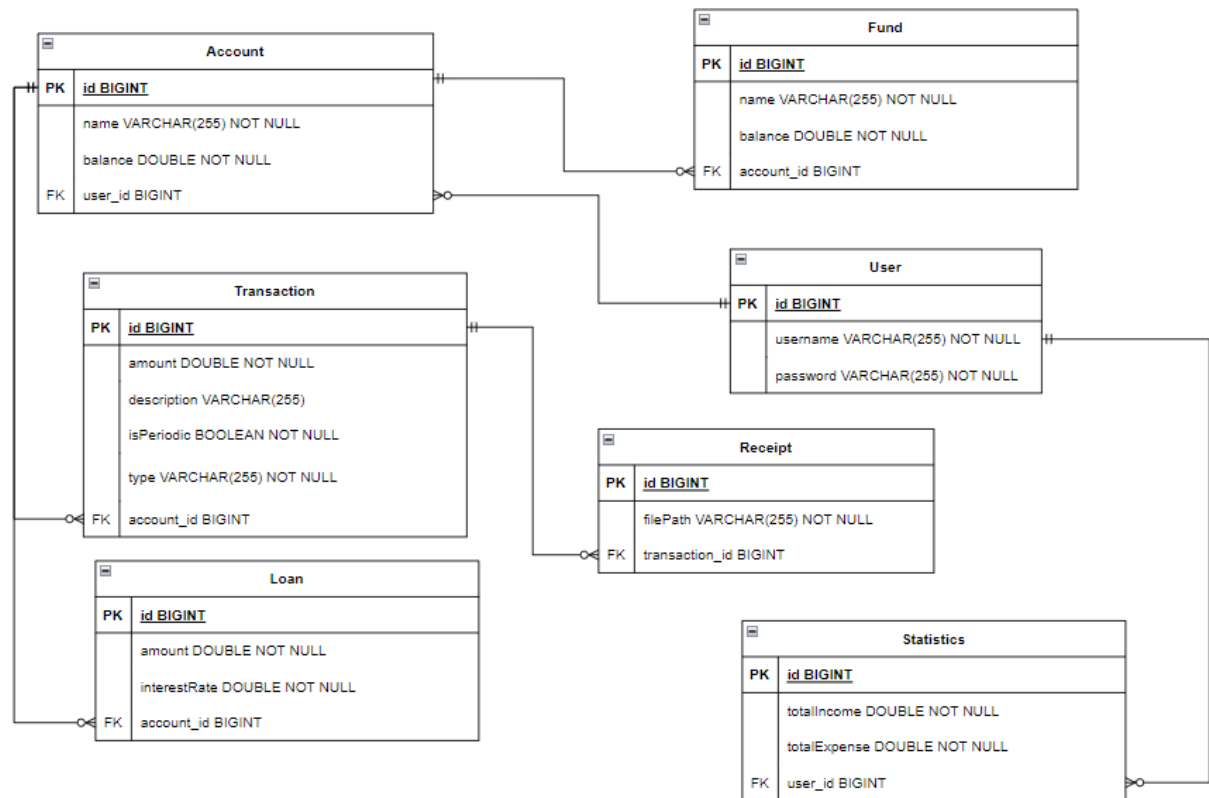 Account
PK id BIGINT
name VARCHAR(255) NOT NULL
balance DOUBLE NOT NULL
FK user_id BIGINT
Fund
PK id BIGINT
name VARCHAR(255) NOT NULL
balance DOUBLE NOT NULL
FK account_id BIGINT
Transaction
PK id BIGINT
amount DOUBLE NOT NULL
description VARCHAR(255)
isPeriodic BOOLEAN NOT NULL
type VARCHAR(255) NOT NULL
FK account_id BIGINT
User
PK id BIGINT
username VARCHAR(255) NOT NULL
password VARCHAR(255) NOT NULL
Receipt
PK id BIGINT
filePath VARCHAR(255) NOT NULL
FK transaction_id BIGINT
Loan
PK id BIGINT
amount DOUBLE NOT NULL
interestRate DOUBLE NOT NULL
FK account_id BIGINT
Statistics
PK id BIGINT
totalIncome DOUBLE NOT NULL
totalExpense DOUBLE NOT NULL
FK user_id BIGINT